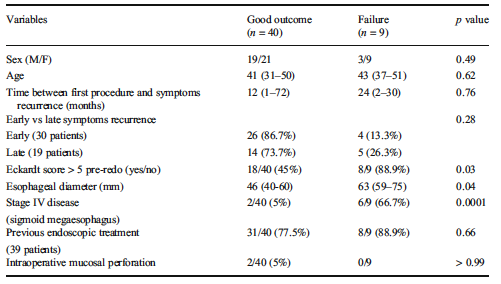 Variables Good outcome Failure p value
(n = 40) (n = 9)
Sex (M/F) 19/21 3/9 0.49
Age 41 (31–50) 43 (37–51) 0.62
Time between first procedure and symptoms 12 (1–72) 24 (2–30) 0.76
recurrence (months)
Early vs late symptoms recurrence 0.28
Early (30 patients) 26 (86.7%) 4 (13.3%)
Late (19 patients) 14 (73.7%) 5 (26.3%)
Eckardt score > 5 pre-redo (yes/no) 18/40 (45%) 8/9 (88.9%) 0.03
Esophageal diameter (mm) 46 (40-60) 63 (59–75) 0.04
Stage IV disease 2/40 (5%) 6/9 (66.7%) 0.0001
(sigmoid megaesophagus)
Previous endoscopic treatment 31/40 (77.5%) 8/9 (88.9%) 0.66
(39 patients)
Intraoperative mucosal perforation 2/40 (5%) 0/9 > 0.99